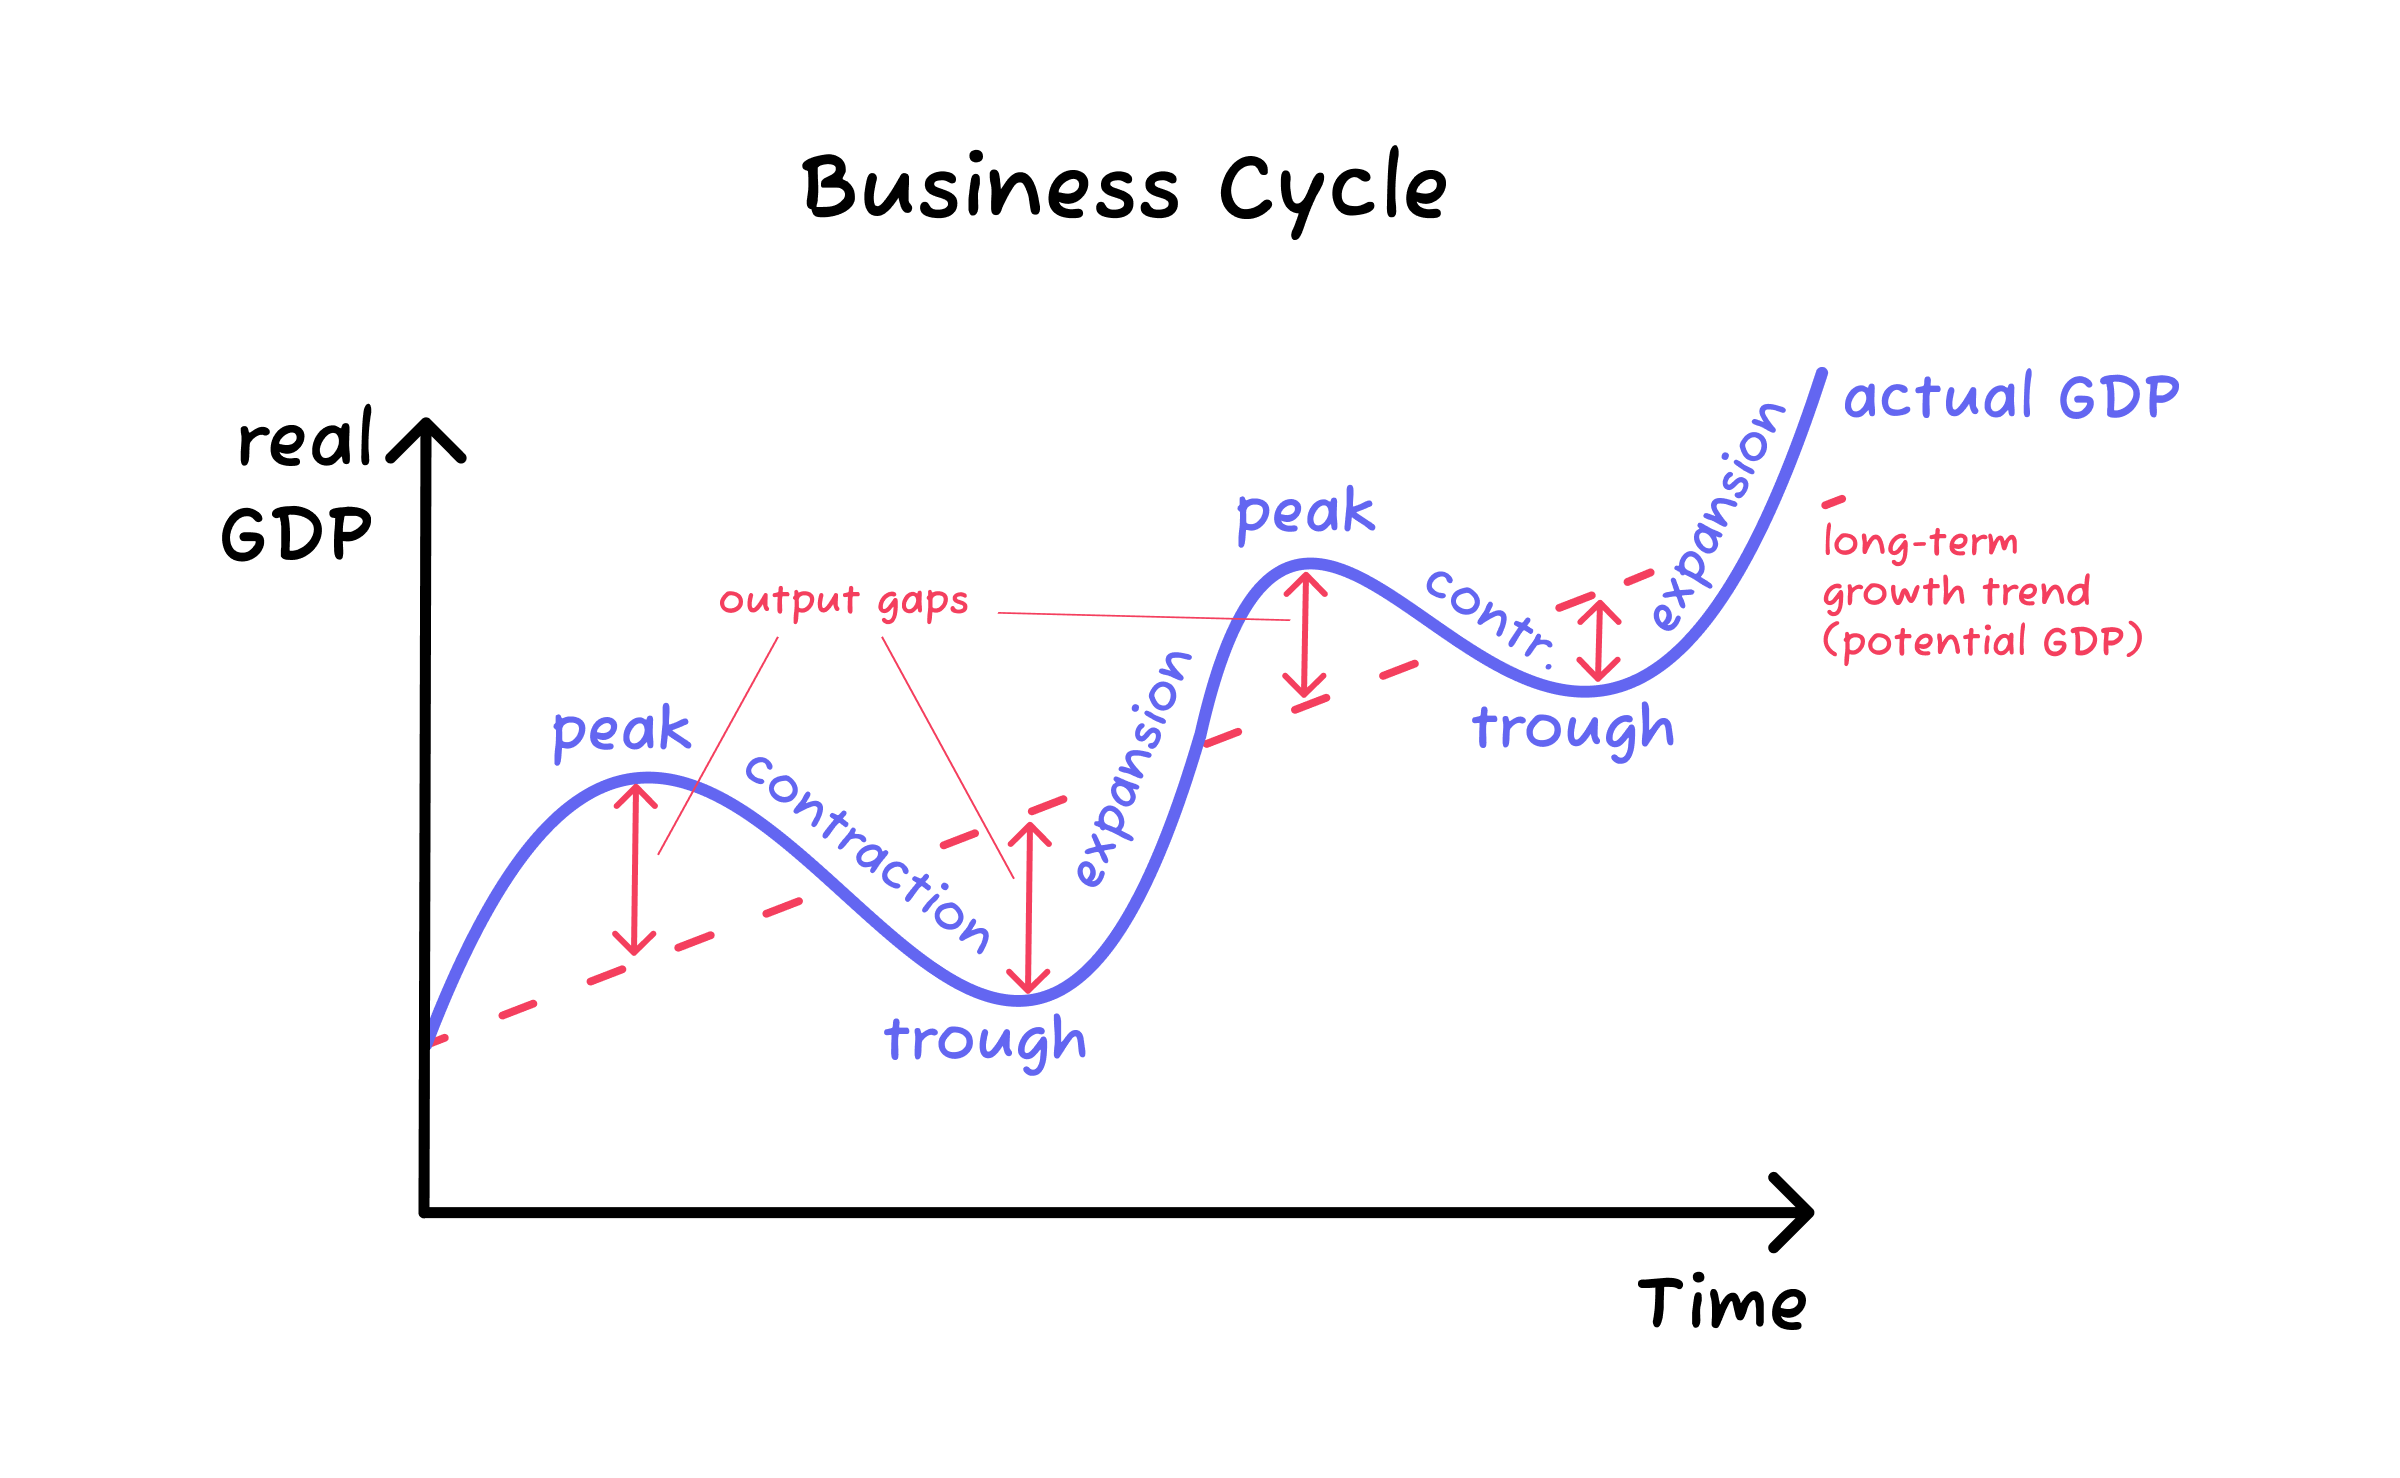 Business Cycle
real
GDP
actual GDP
peak
expansion
long-term
growth trend
(potential GDP)
contr.
output gaps
expansion
trough
peak
contraction
trough
Time